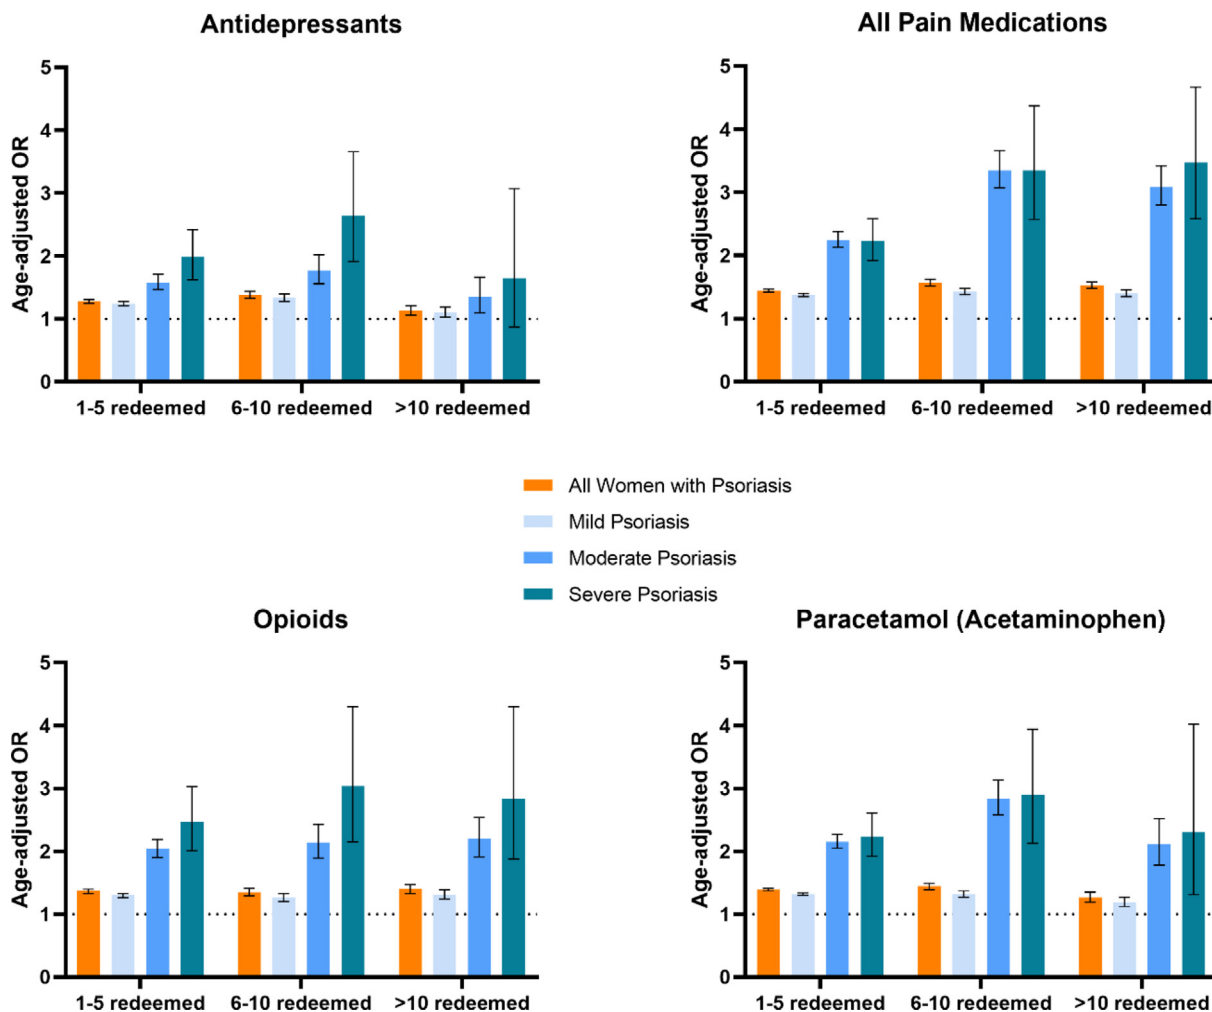 Antidepressants
5
4
3
2
1
0
Age-adjusted OR
1-5 redeemed
6-10 redeemed
>10 redeemed
All Pain Medications
5
4
3
2
1
0
Age-adjusted OR
1-5 redeemed
6-10 redeemed
>10 redeemed
All Women with Psoriasis
Mild Psoriasis
Moderate Psoriasis
Severe Psoriasis
Opioids
5
4
3
2
1
0
Age-adjusted OR
1-5 redeemed
6-10 redeemed
>10 redeemed
Paracetamol (Acetaminophen)
5
4
3
2
1
0
Age-adjusted OR
1-5 redeemed
6-10 redeemed
>10 redeemed